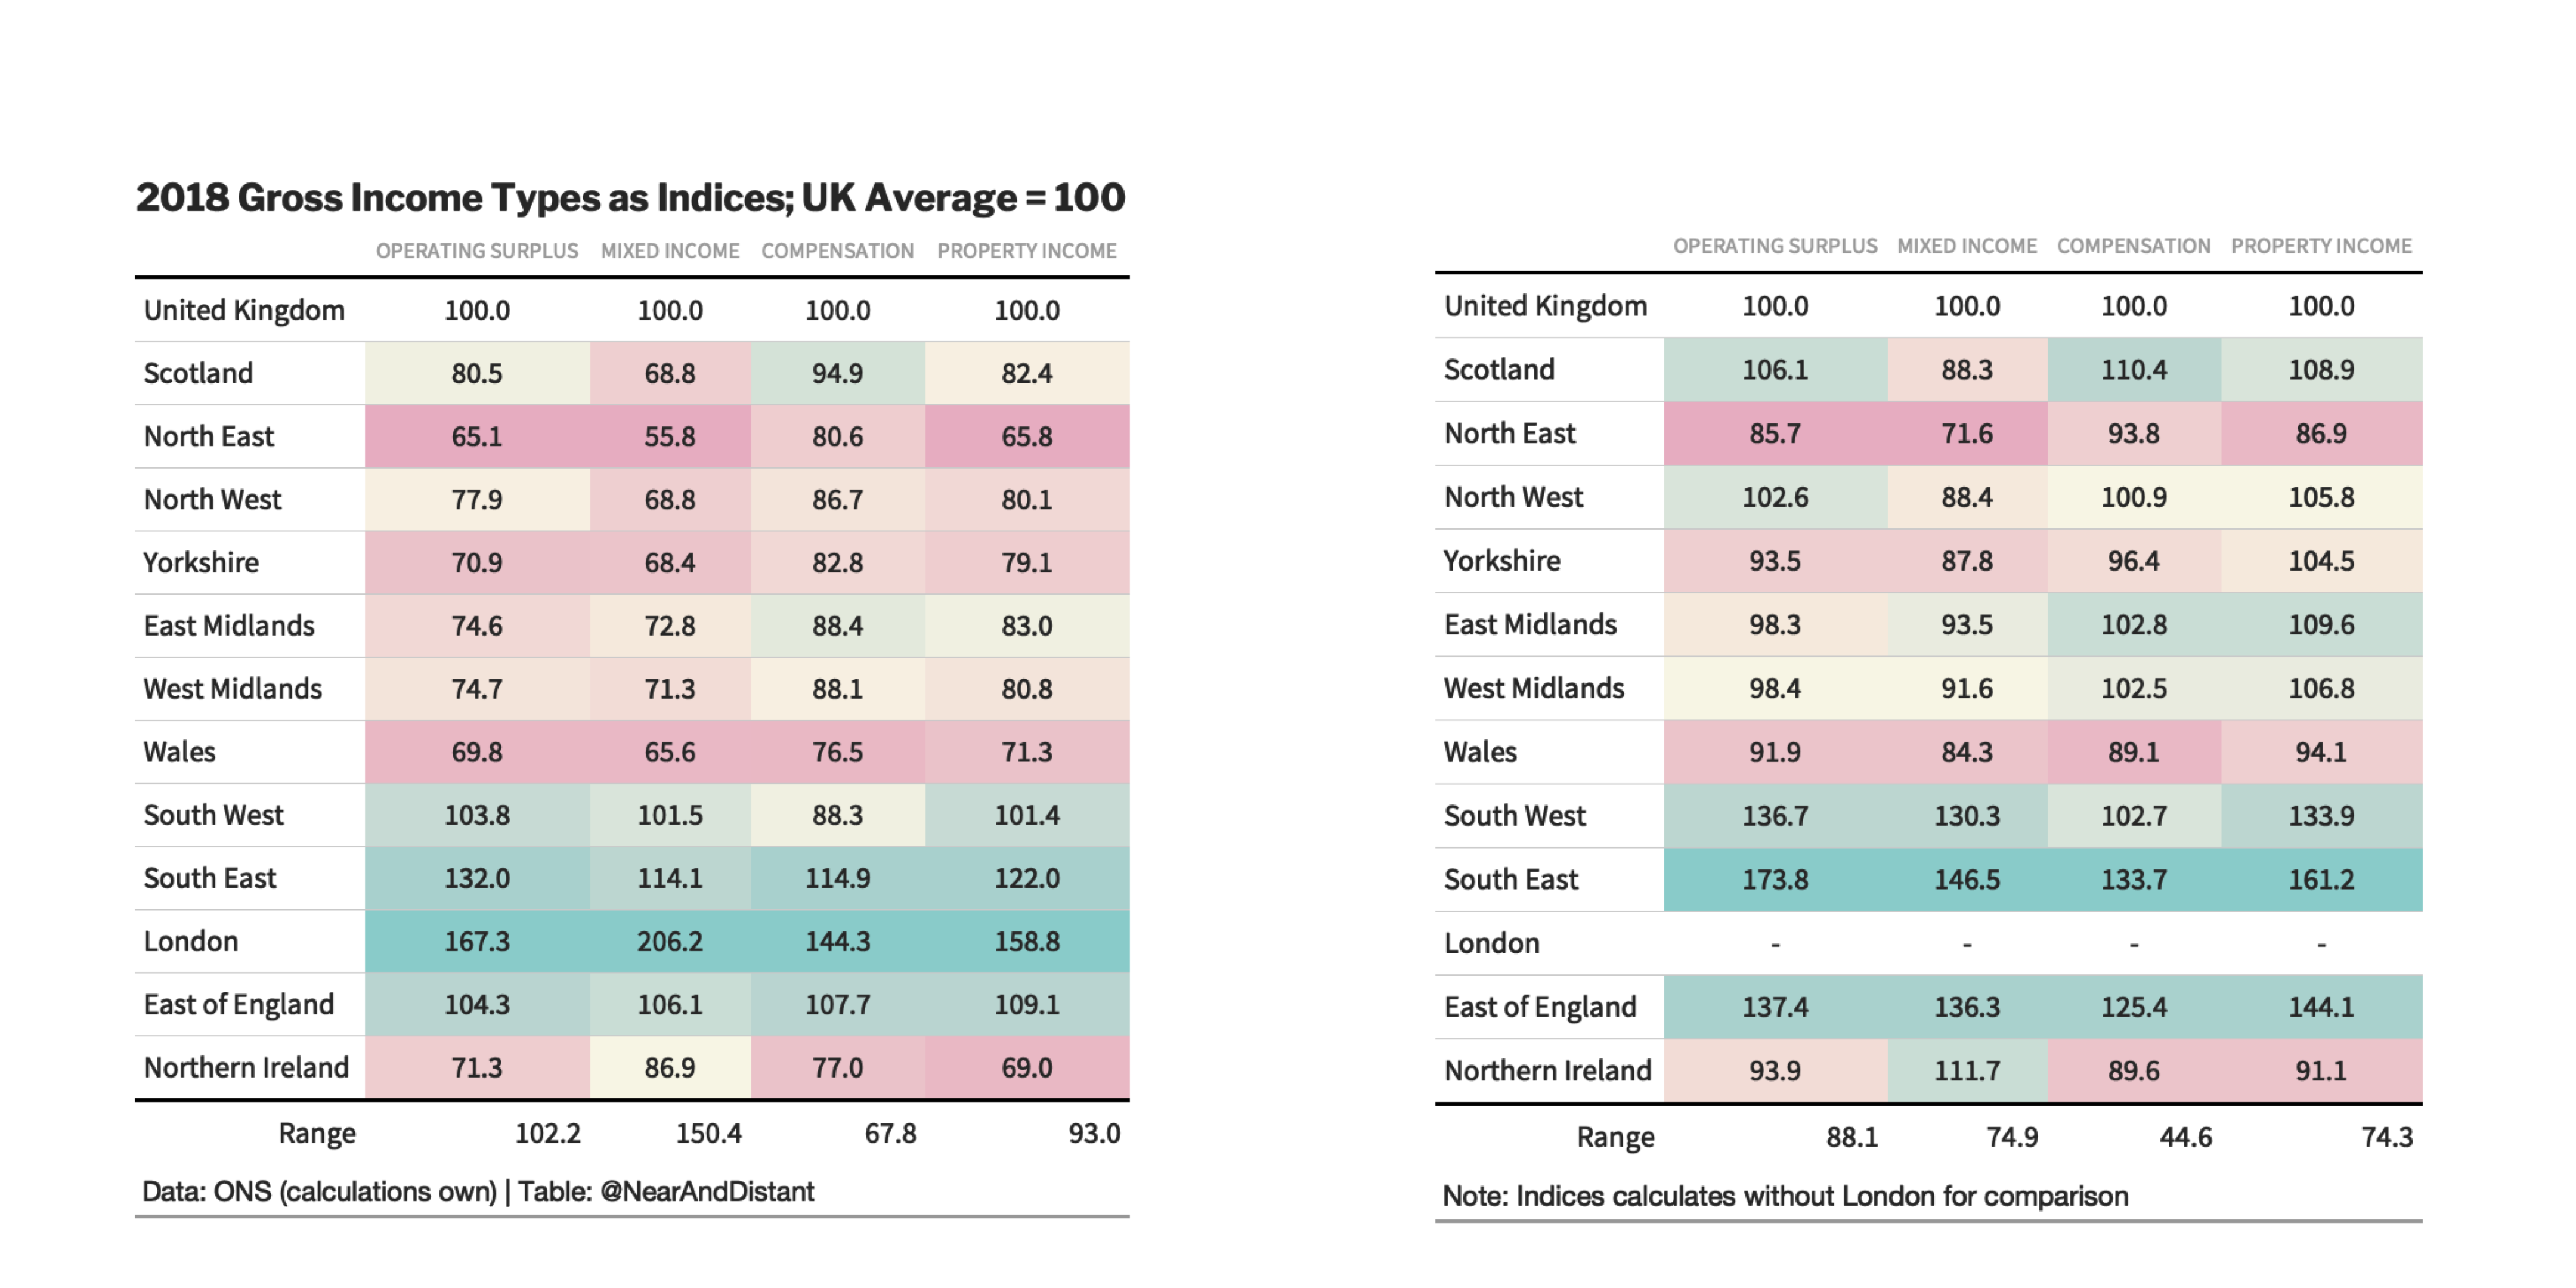 2018 Gross Income Types as Indices; UK Average = 100
OPERATING SURPLUS MIXED INCOME COMPENSATION PROPERTY INCOME
United Kingdom 100.0 100.0 100.0 100.0
Scotland 80.5 68.8 94.9 82.4
North East 65.1 55.8 80.6 65.8
North West 77.9 68.8 86.7 80.1
Yorkshire 70.9 68.4 82.8 79.1
East Midlands 74.6 72.8 88.4 83.0
West Midlands 74.7 71.3 88.1 80.8
Wales 69.8 65.6 76.5 71.3
South West 103.8 101.5 88.3 101.4
South East 132.0 114.1 114.9 122.0
London 167.3 206.2 144.3 158.8
East of England 104.3 106.1 107.7 109.1
Northern Ireland 71.3 86.9 77.0 69.0
Range 102.2 150.4 67.8 93.0
Data: ONS (calculations own) | Table: @NearAndDistant
OPERATING SURPLUS MIXED INCOME COMPENSATION PROPERTY INCOME
United Kingdom 100.0 100.0 100.0 100.0
Scotland 106.1 88.3 110.4 108.9
North East 85.7 71.6 93.8 86.9
North West 102.6 88.4 100.9 105.8
Yorkshire 93.5 87.8 96.4 104.5
East Midlands 98.3 93.5 102.8 109.6
West Midlands 98.4 91.6 102.5 106.8
Wales 91.9 84.3 89.1 94.1
South West 136.7 130.3 102.7 133.9
South East 173.8 146.5 133.7 161.2
London - - - -
East of England 137.4 136.3 125.4 144.1
Northern Ireland 93.9 111.7 89.6 91.1
Range 88.1 74.9 44.6 74.3
Note: Indices calculates without London for comparison